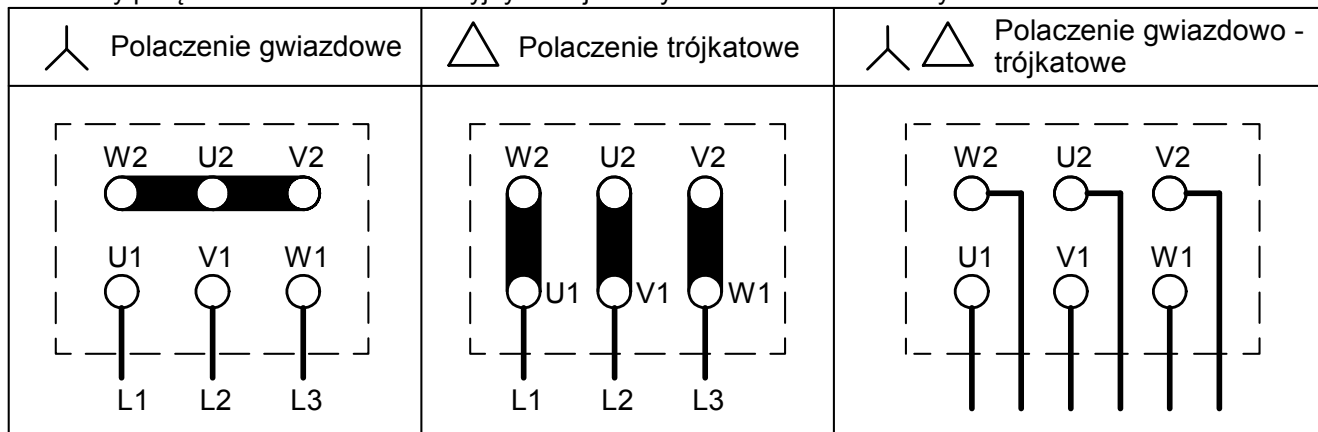 Polaczenie gwiazdowe
Polaczenie trójkatowe
Polaczenie gwiazdowo -
trójkatowe
W2 U2 V2
U1 V1 W1
L1 L2 L3
W2 U2 V2
U1 V1 W1
L1 L2 L3
W2 U2 V2
U1 V1 W1